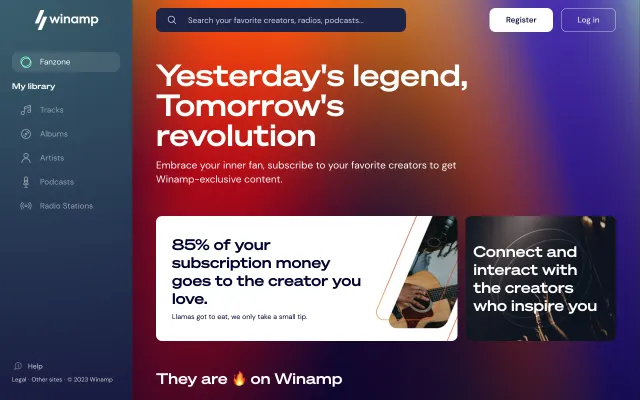 winamp
Search your favorite creators, radios, podcasts...
Register
Log in
Fanzone
My library
Tracks
Albums
Artists
Podcasts
Radio Stations
Help
Legal · Other sites · © 2023 Winamp
Yesterday's legend,
Tomorrow's
revolution
Embrace your inner fan, subscribe to your favorite creators to get
Winamp-exclusive content.
85% of your
subscription money
goes to the creator you
love.
Llamas got to eat, we only take a small tip.
Connect and
interact with
the creators
who inspire you
They are 🔥 on Winamp